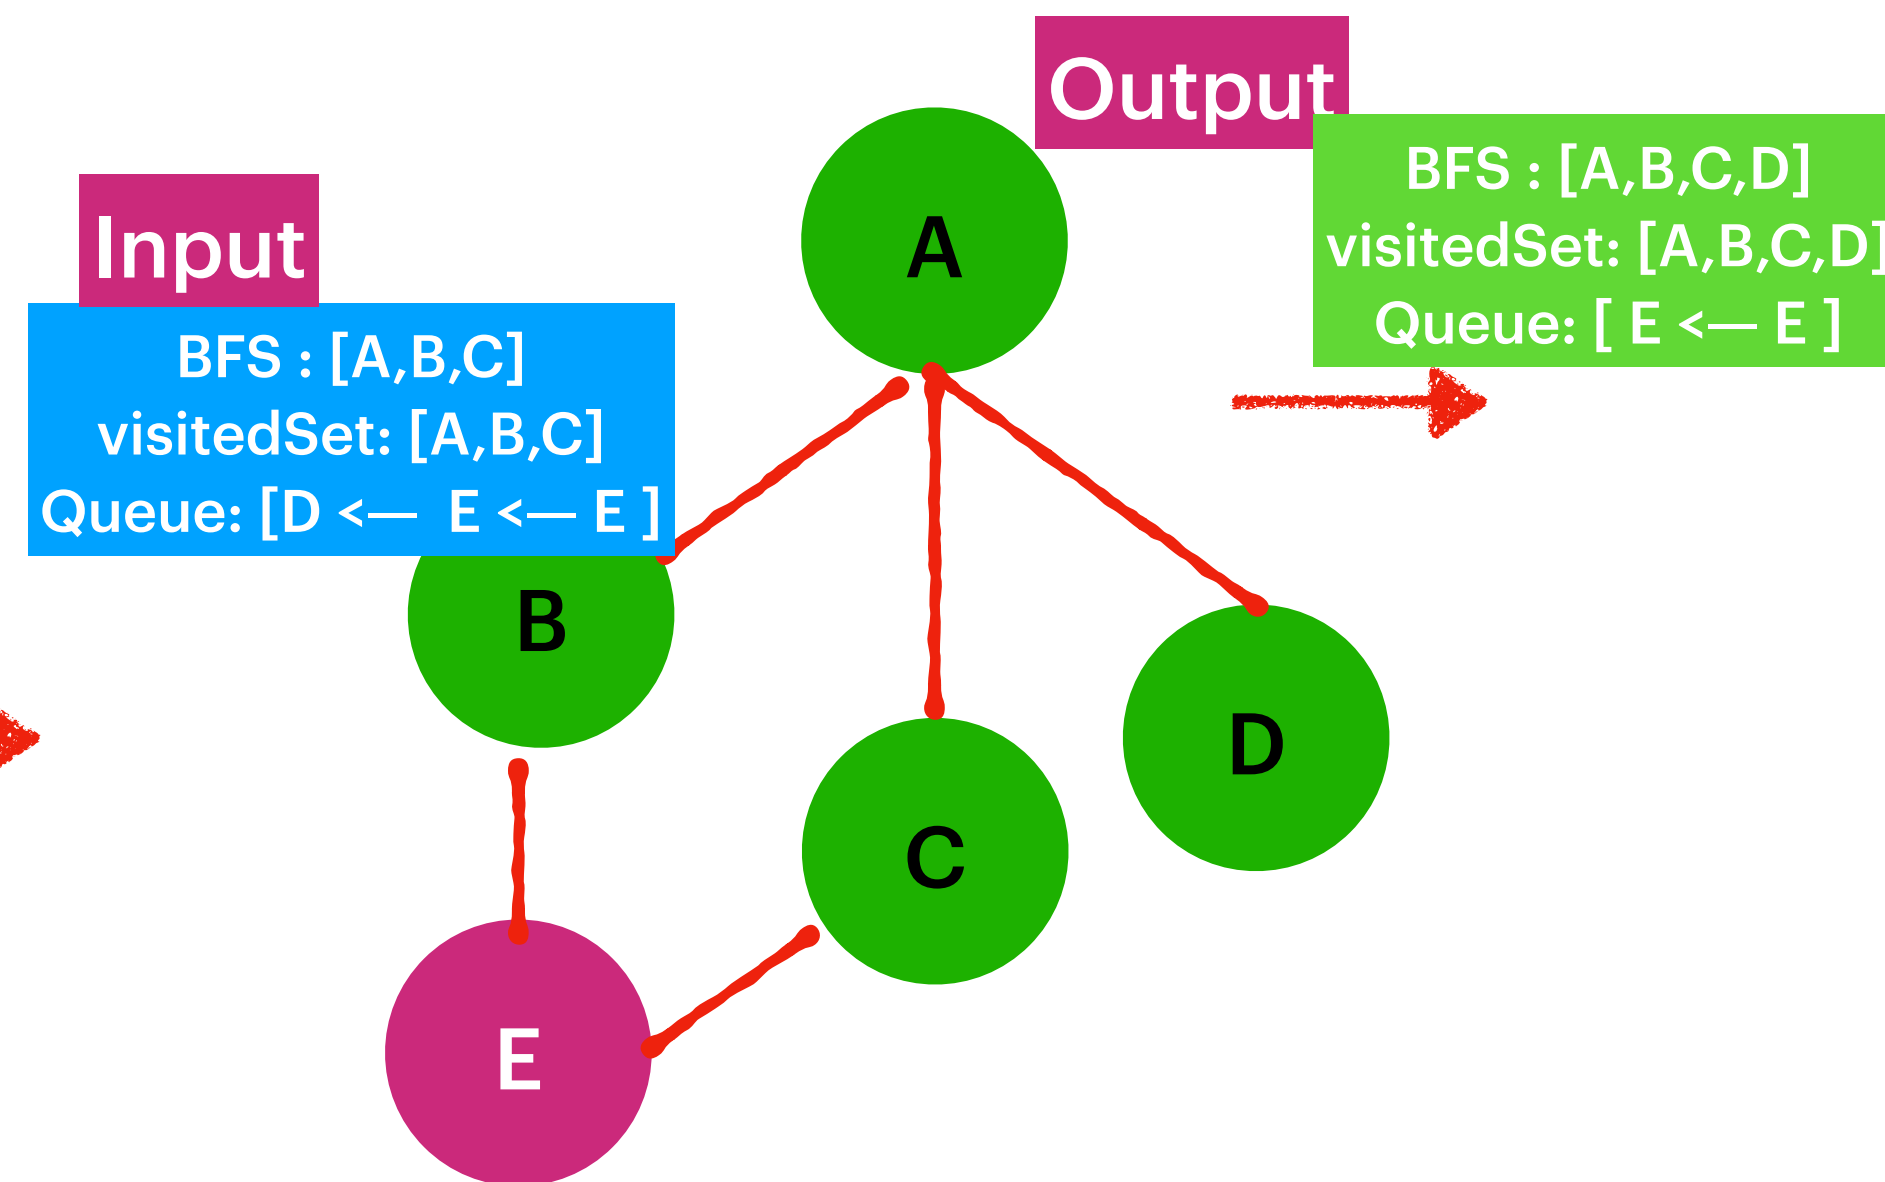 Output
BFS : [A,B,C,D]
visitedSet: [A,B,C,D]
Queue: [ E <— E ]
Input
BFS : [A,B,C]
visitedSet: [A,B,C]
Queue: [D <— E <— E ]
A
B
C
D
E